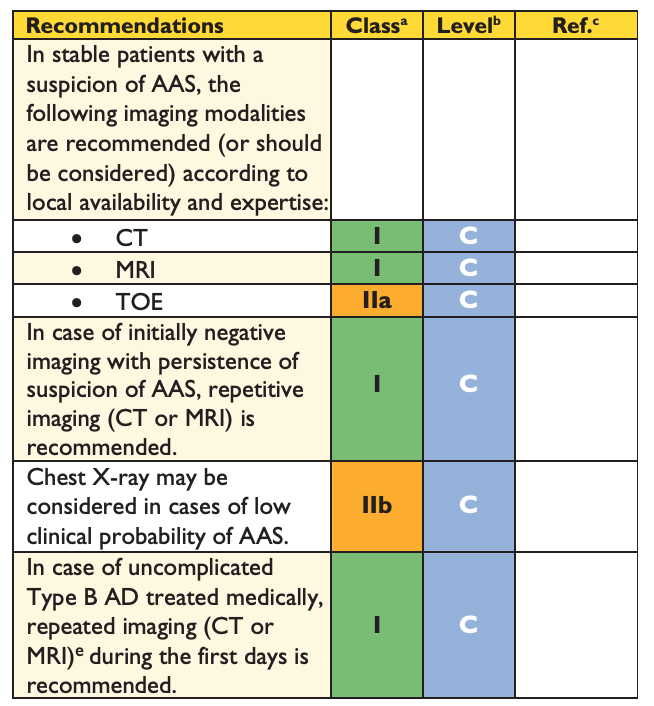 Recommendations Classᵃ Levelᵇ Ref.ᶜ
In stable patients with a
suspicion of AAS, the
following imaging modalities
are recommended (or should
be considered) according to
local availability and expertise:
• CT I C
• MRI I C
• TOE IIa C
In case of initially negative
imaging with persistence of
suspicion of AAS, repetitive
imaging (CT or MRI) is
recommended.
I C
Chest X-ray may be
considered in cases of low
clinical probability of AAS.
IIb C
In case of uncomplicated
Type B AD treated medically,
repeated imaging (CT or
MRI)ᵉ during the first days is
recommended.
I C